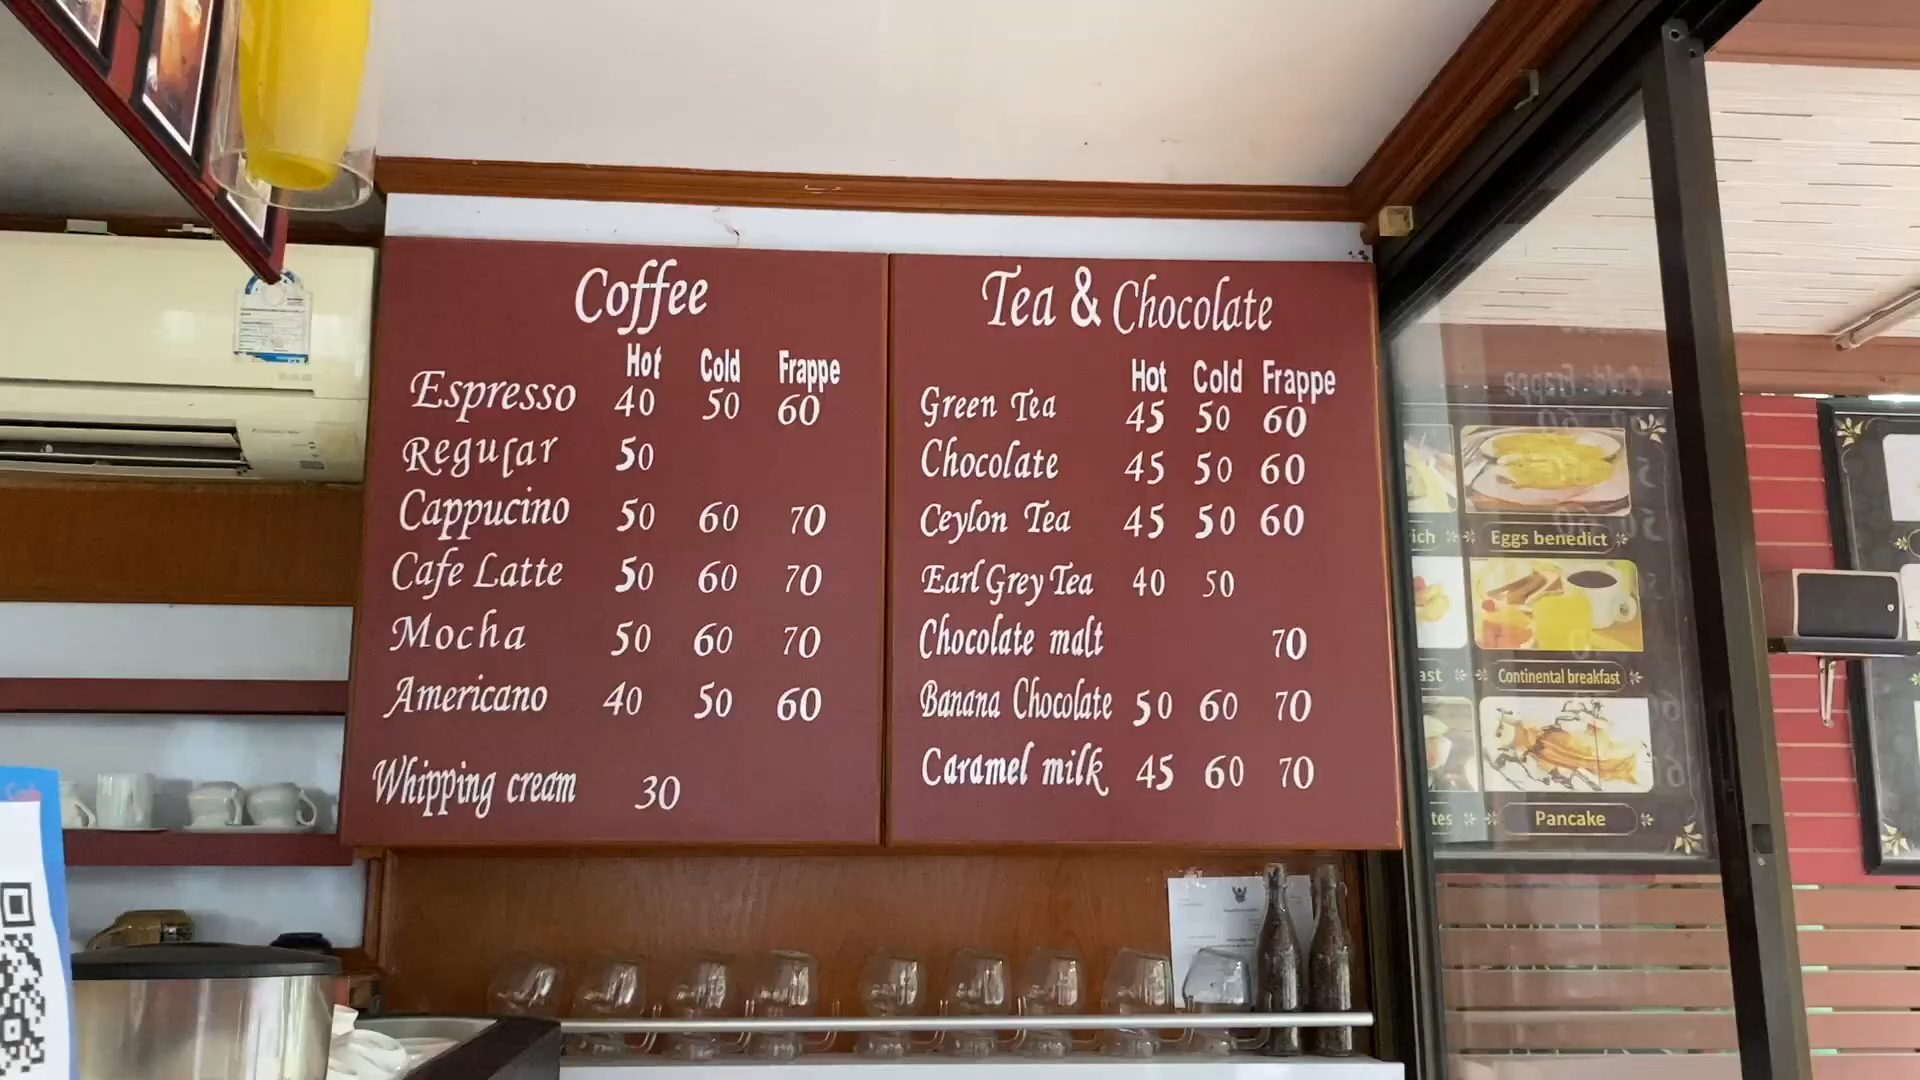 Coffee
Hot Cold Frappe
Espresso 40 50 60
Regular 50
Cappucino 50 60 70
Cafe Latte 50 60 70
Mocha 50 60 70
Americano 40 50 60
Whipping cream 30
Tea & Chocolate
Hot Cold Frappe
Green Tea 45 50 60
Chocolate 45 50 60
Ceylon Tea 45 50 60
Earl Grey Tea 40 50
Chocolate malt 70
Banana Chocolate 50 60 70
Caramel milk 45 60 70
Eggs benedict
Continental breakfast
Pancake